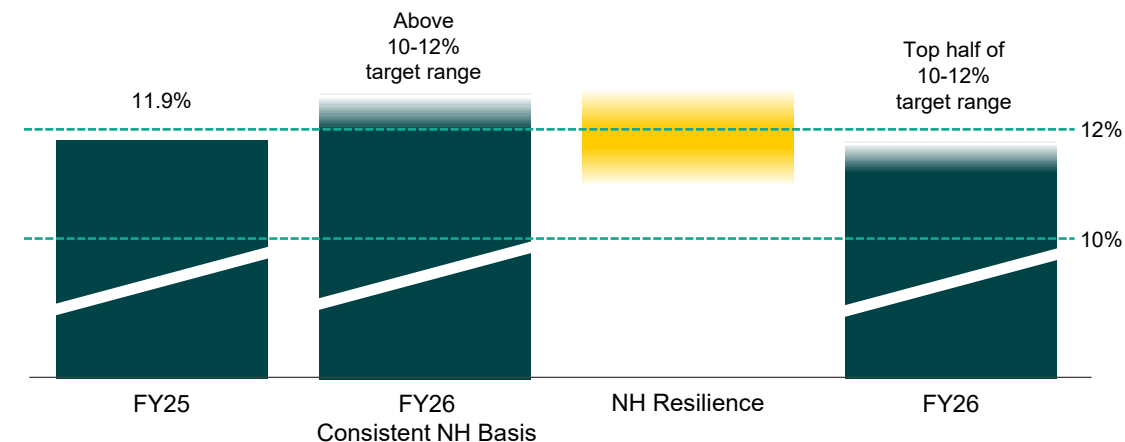 11.9%
Above
10-12%
target range
Top half of
10-12%
target range
12%
10%
FY25
FY26
Consistent NH Basis
NH Resilience
FY26